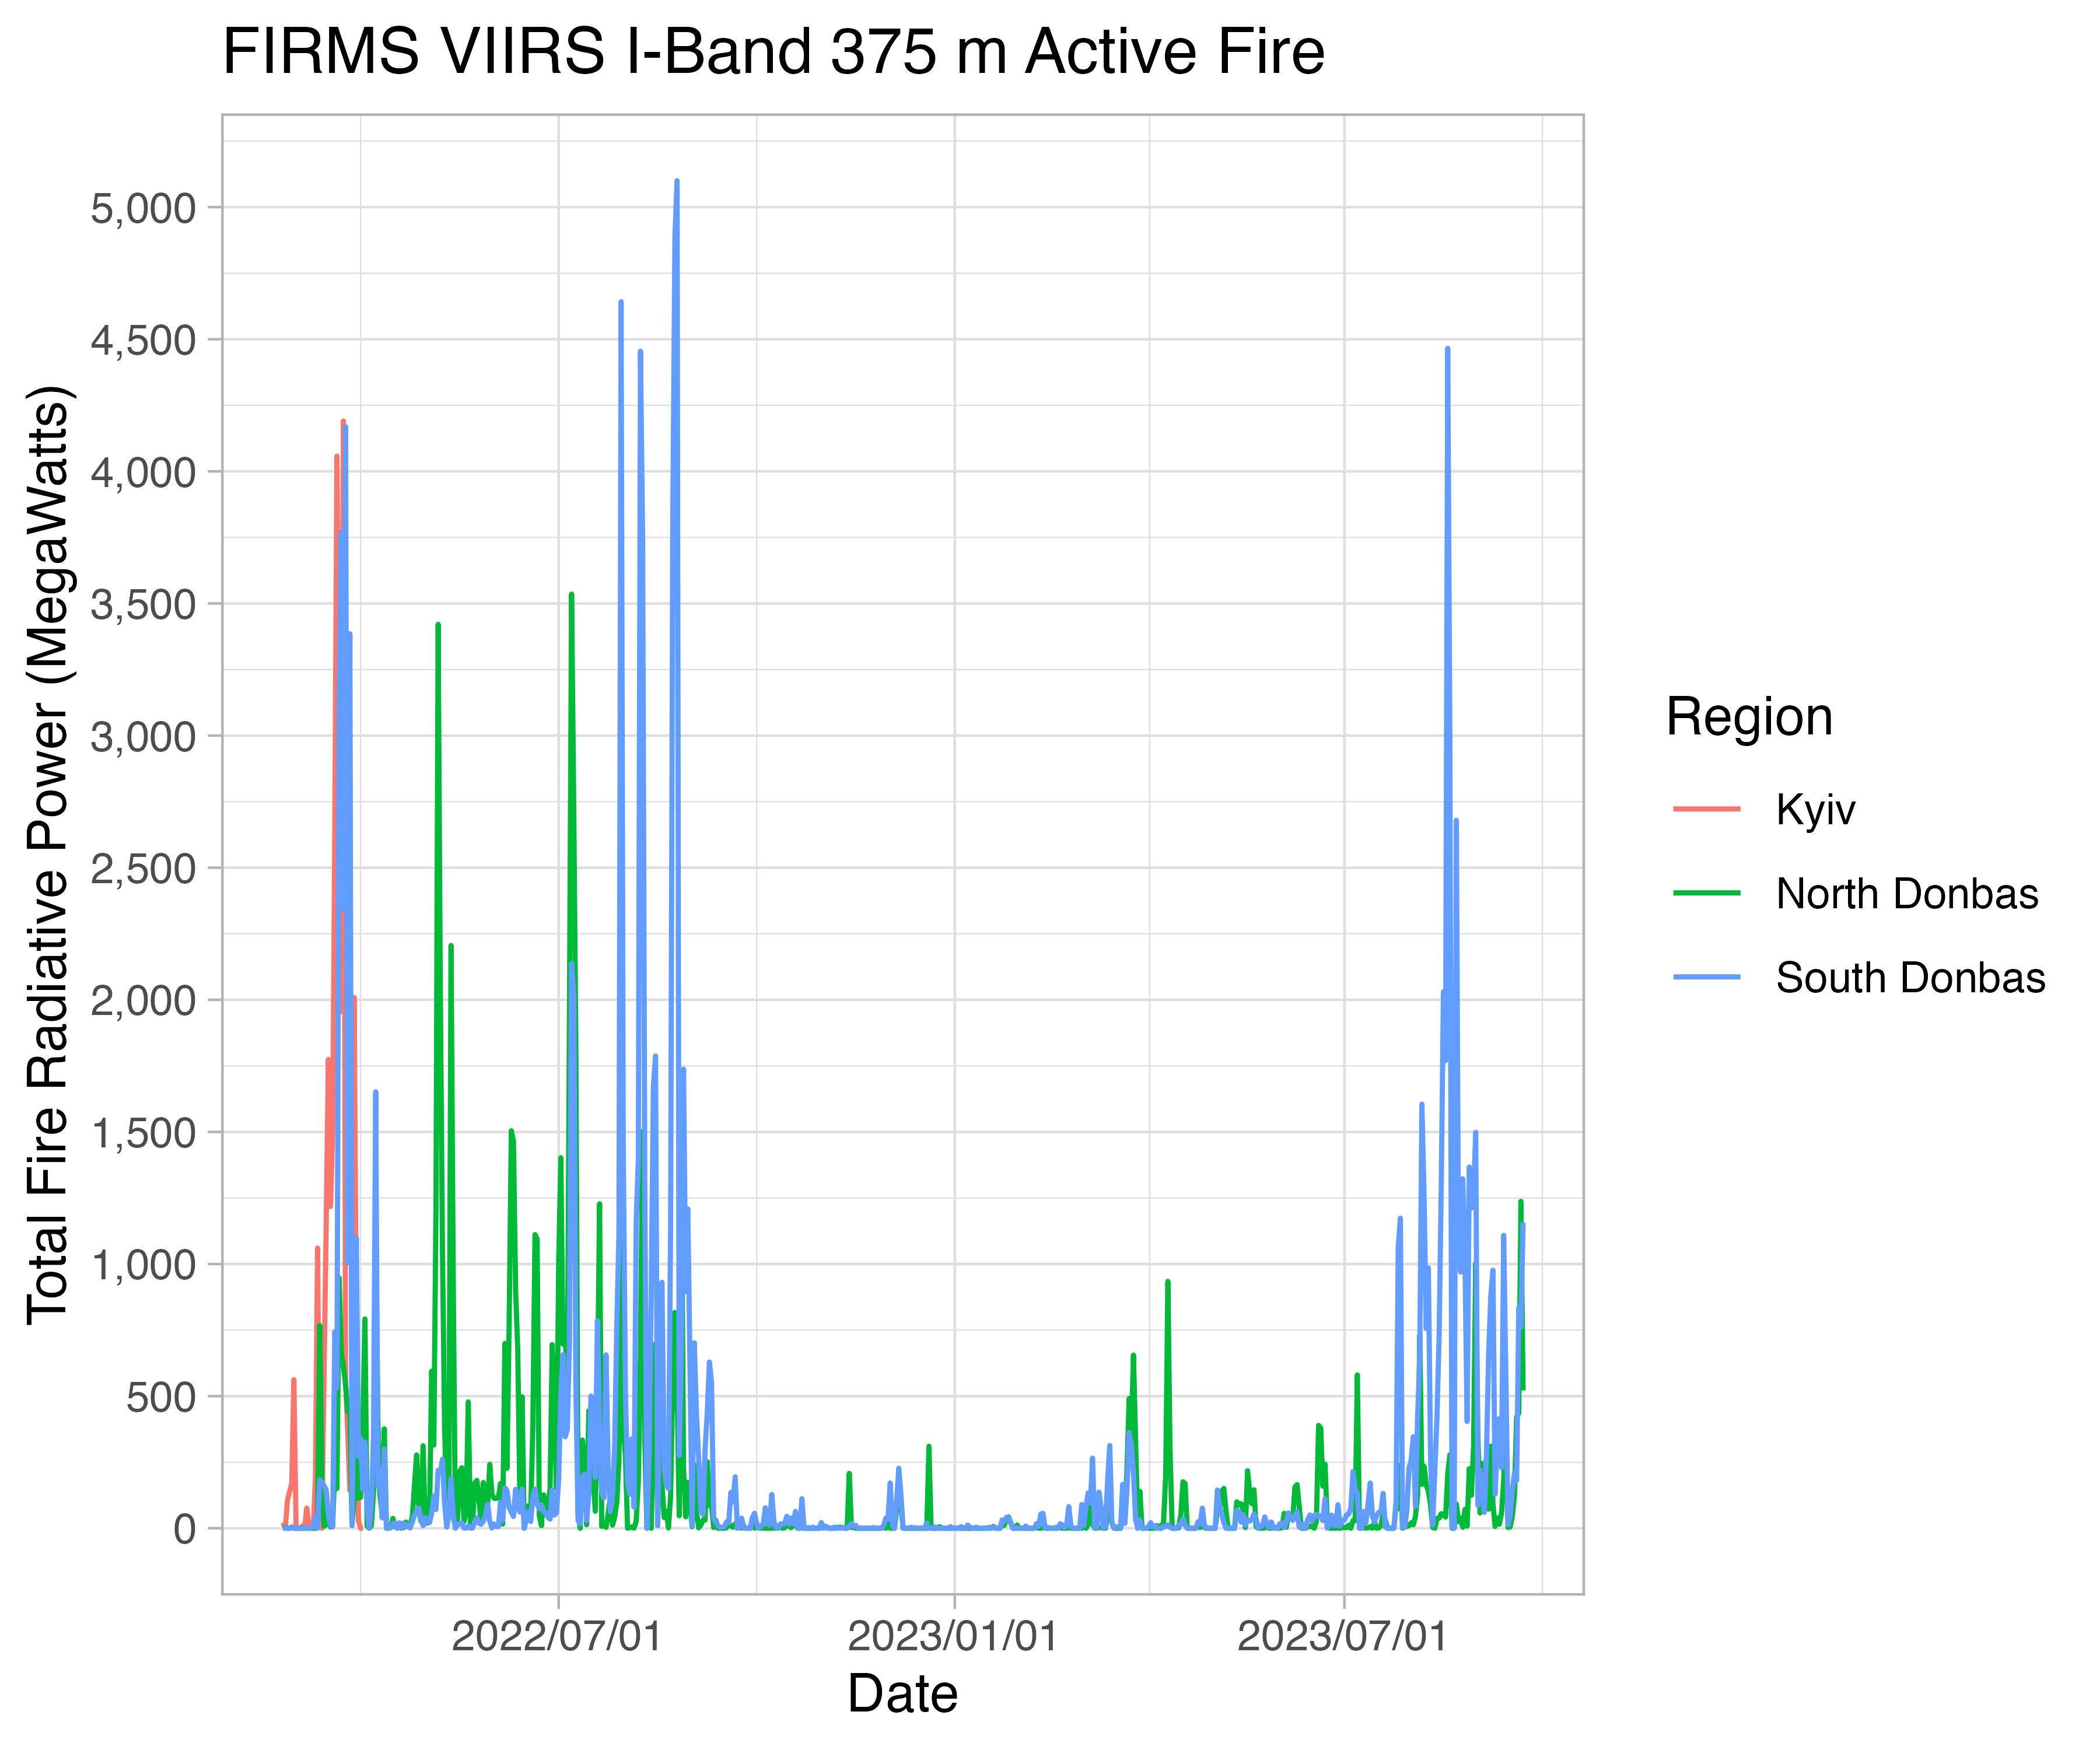 FIRMS VIIRS I-Band 375 m Active Fire
Total Fire Radiative Power (MegaWatts)
5,000
4,500
4,000
3,500
3,000
2,500
2,000
1,500
1,000
500
0
2022/07/01
2023/01/01
2023/07/01
Date
Region
Kyiv
North Donbas
South Donbas